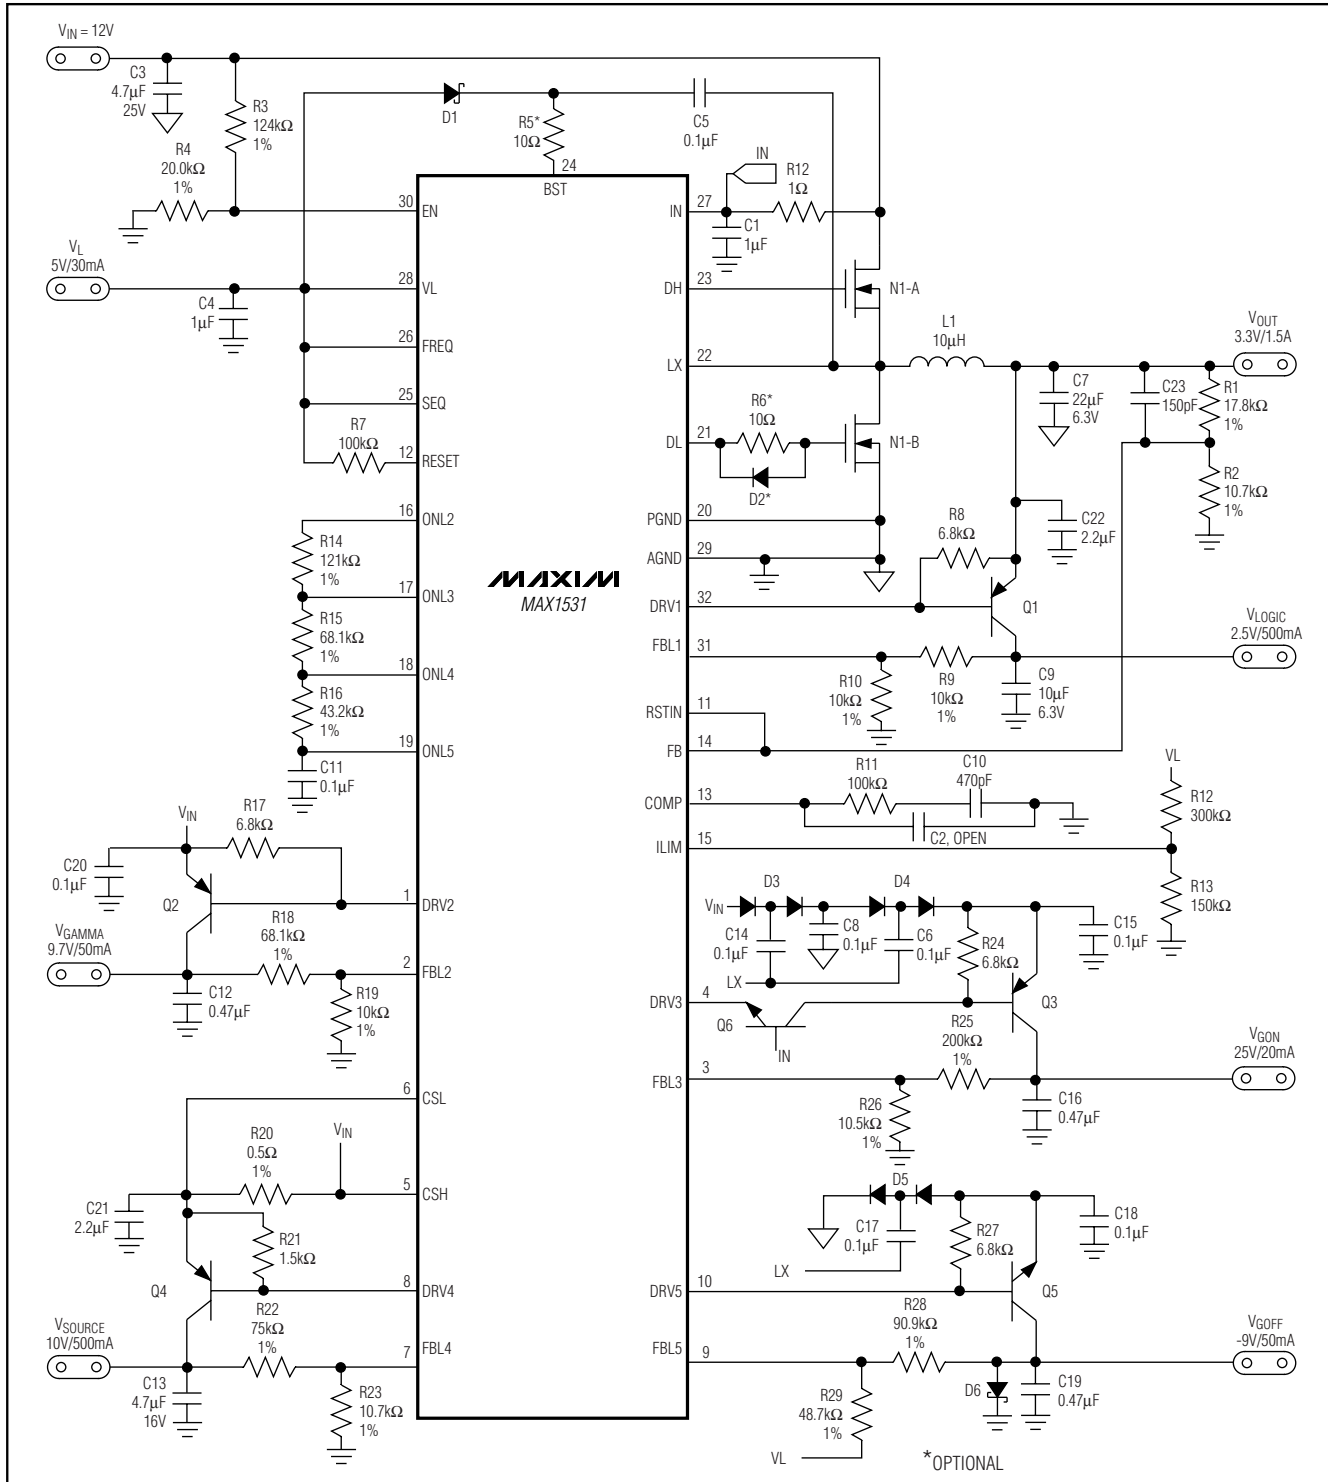 VIN = 12V
C3
4.7µF
25V
R3
124kΩ
1%
R4
20.0kΩ
1%
D1
R5*
10Ω
C5
0.1µF
24
BST
IN
R12
1Ω
30
EN
IN
27
C1
1µF
VL
5V/30mA
28
VL
C4
1µF
26
FREQ
25
SEQ
R7
100kΩ
12
RESET
DH
23
N1-A
L1
10µH
LX
22
VOUT
3.3V/1.5A
C7
22µF
6.3V
C23
150pF
R1
17.8kΩ
1%
R6*
10Ω
DL
21
N1-B
D2*
R2
10.7kΩ
1%
16
ONL2
PGND
20
R8
6.8kΩ
C22
2.2µF
R14
121kΩ
1%
AGND
29
MAXIM
MAX1531
17
ONL3
DRV1
32
Q1
R15
68.1kΩ
1%
FBL1
31
VLOGIC
2.5V/500mA
18
ONL4
R10
10kΩ
1%
R9
10kΩ
1%
C9
10µF
6.3V
R16
43.2kΩ
1%
RSTIN
11
19
ONL5
FB
14
C11
0.1µF
R11
100kΩ
C10
470pF
VL
COMP
13
R12
300kΩ
C2, OPEN
ILIM
15
VIN
R17
6.8kΩ
C20
0.1µF
Q2
1
DRV2
R13
150kΩ
VIN
D3
D4
C14
0.1µF
C8
0.1µF
C6
0.1µF
R24
6.8kΩ
C15
0.1µF
LX
VGAMMA
9.7V/50mA
R18
68.1kΩ
1%
2
FBL2
C12
0.47µF
R19
10kΩ
1%
DRV3
4
Q6
IN
Q3
R25
200kΩ
1%
VGON
25V/20mA
FBL3
3
R26
10.5kΩ
1%
C16
0.47µF
6
CSL
R20
0.5Ω
1%
VIN
5
CSH
C21
2.2µF
R21
1.5kΩ
D5
C17
0.1µF
R27
6.8kΩ
C18
0.1µF
LX
Q4
8
DRV4
DRV5
10
Q5
VSOURCE
10V/500mA
R22
75kΩ
1%
7
FBL4
FBL5
9
R28
90.9kΩ
1%
VGOFF
-9V/50mA
C13
4.7µF
16V
R23
10.7kΩ
1%
R29
48.7kΩ
1%
D6
C19
0.47µF
VL
*OPTIONAL